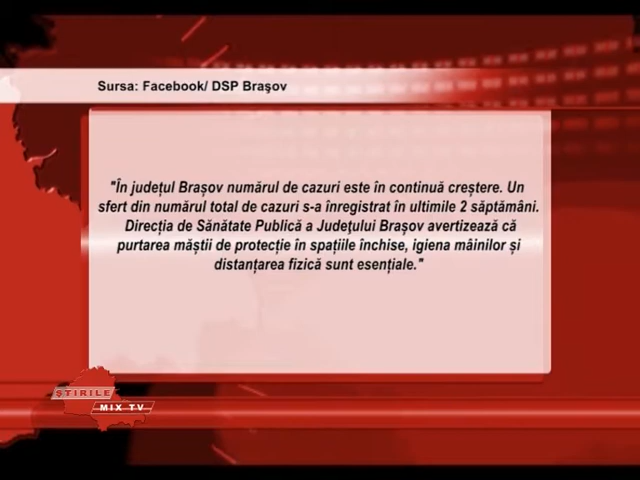 Sursa: Facebook/ DSP Braşov
"În județul Brașov numărul de cazuri este în continuă creștere. Un
sfert din numărul total de cazuri s-a înregistrat în ultimile 2 săptămâni.
Direcția de Sănătate Publică a Județului Brașov avertizează că
purtarea măștii de protecție în spațiile închise, igiena mâinilor și
distanțarea fizică sunt esențiale."
ŞTIRILE
MIX TV